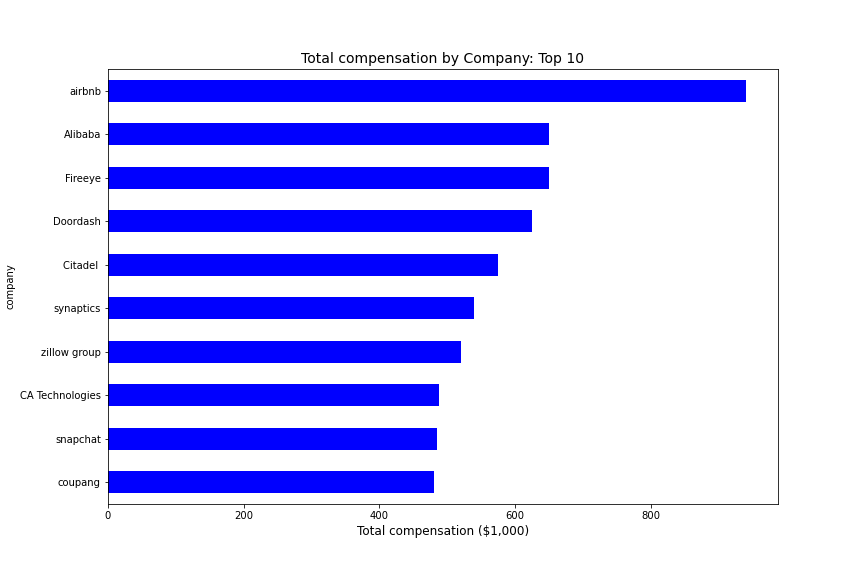 Total compensation by Company: Top 10
airbnb
Alibaba
Fireeye
Doordash
Citadel
synaptics
zillow group
CA Technologies
snapchat
coupang
company
0 200 400 600 800
Total compensation ($1,000)